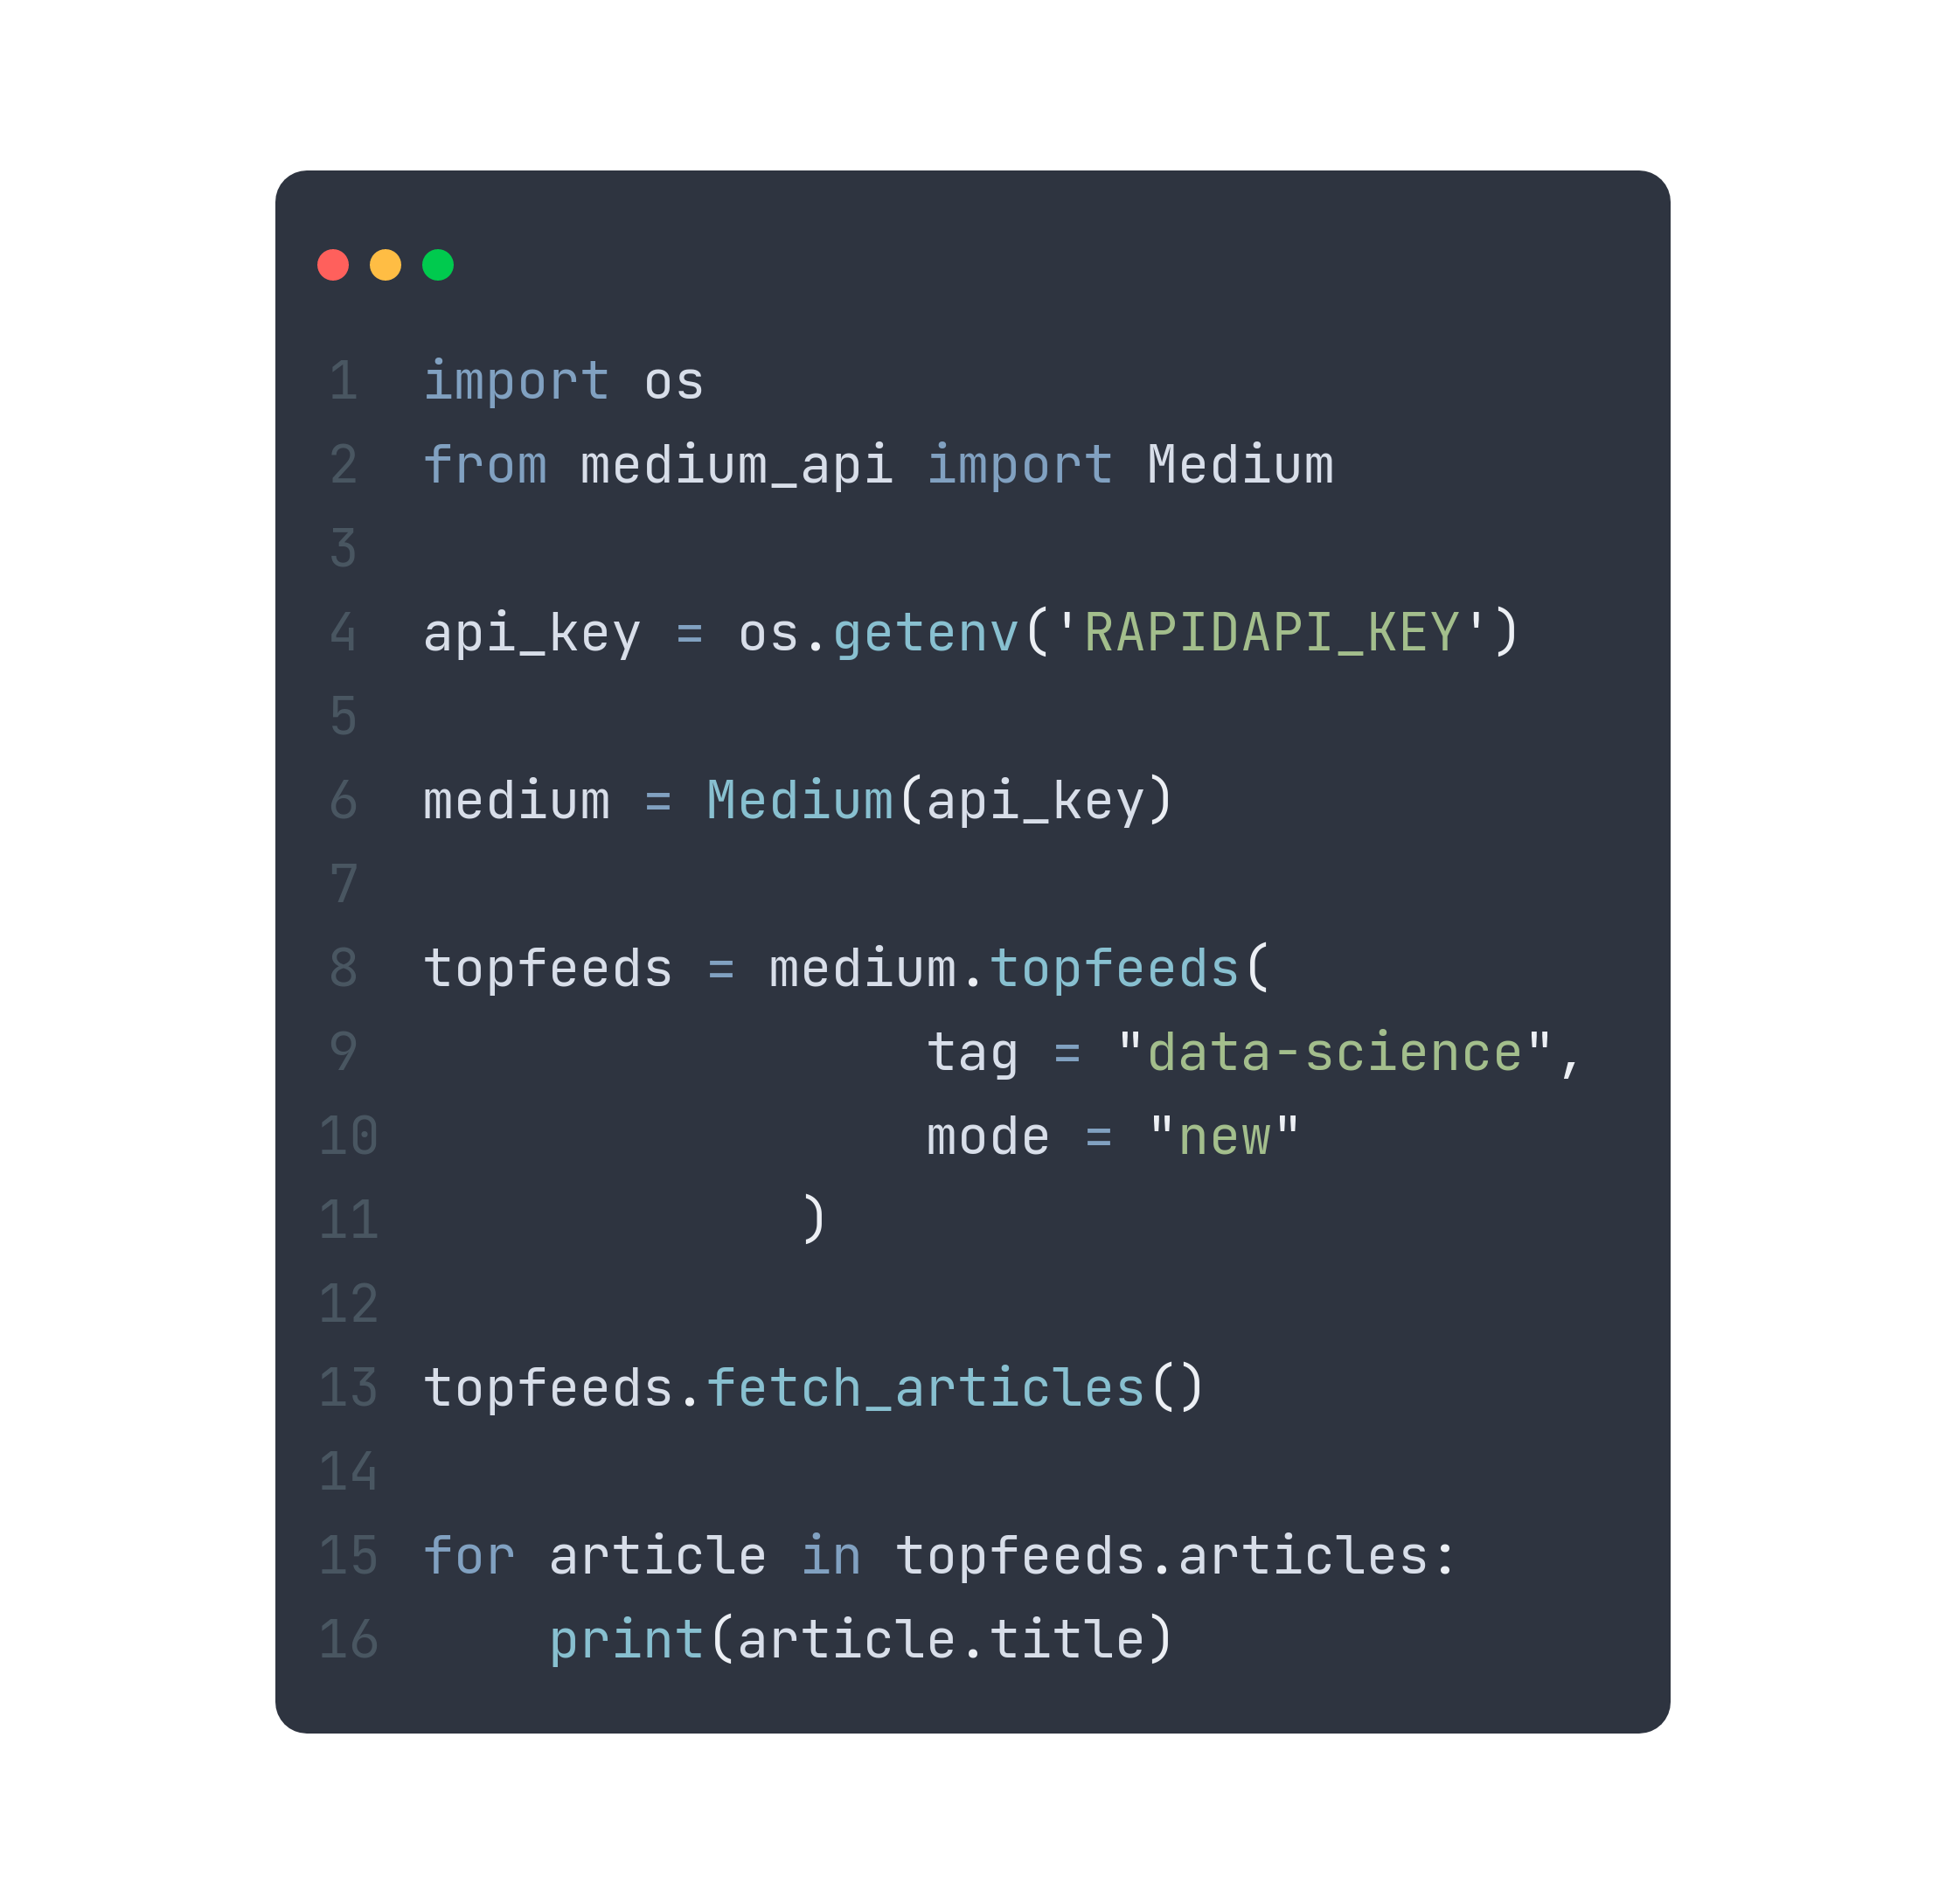 1 import os
2 from medium_api import Medium
3
4 api_key = os.getenv('RAPIDAPI_KEY')
5
6 medium = Medium(api_key)
7
8 topfeeds = medium.topfeeds(
9                 tag = "data-science",
10                 mode = "new"
11             )
12
13 topfeeds.fetch_articles()
14
15 for article in topfeeds.articles:
16     print(article.title)